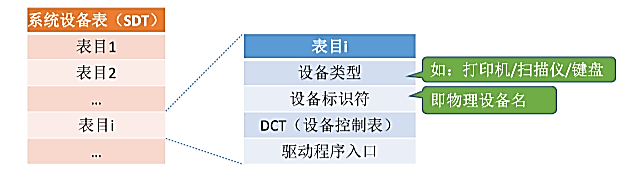 系统设备表（SDT）
表目1
表目2
...
表目i
...
表目i
设备类型
设备标识符
DCT（设备控制表）
驱动程序入口
如：打印机/扫描仪/键盘
即物理设备名